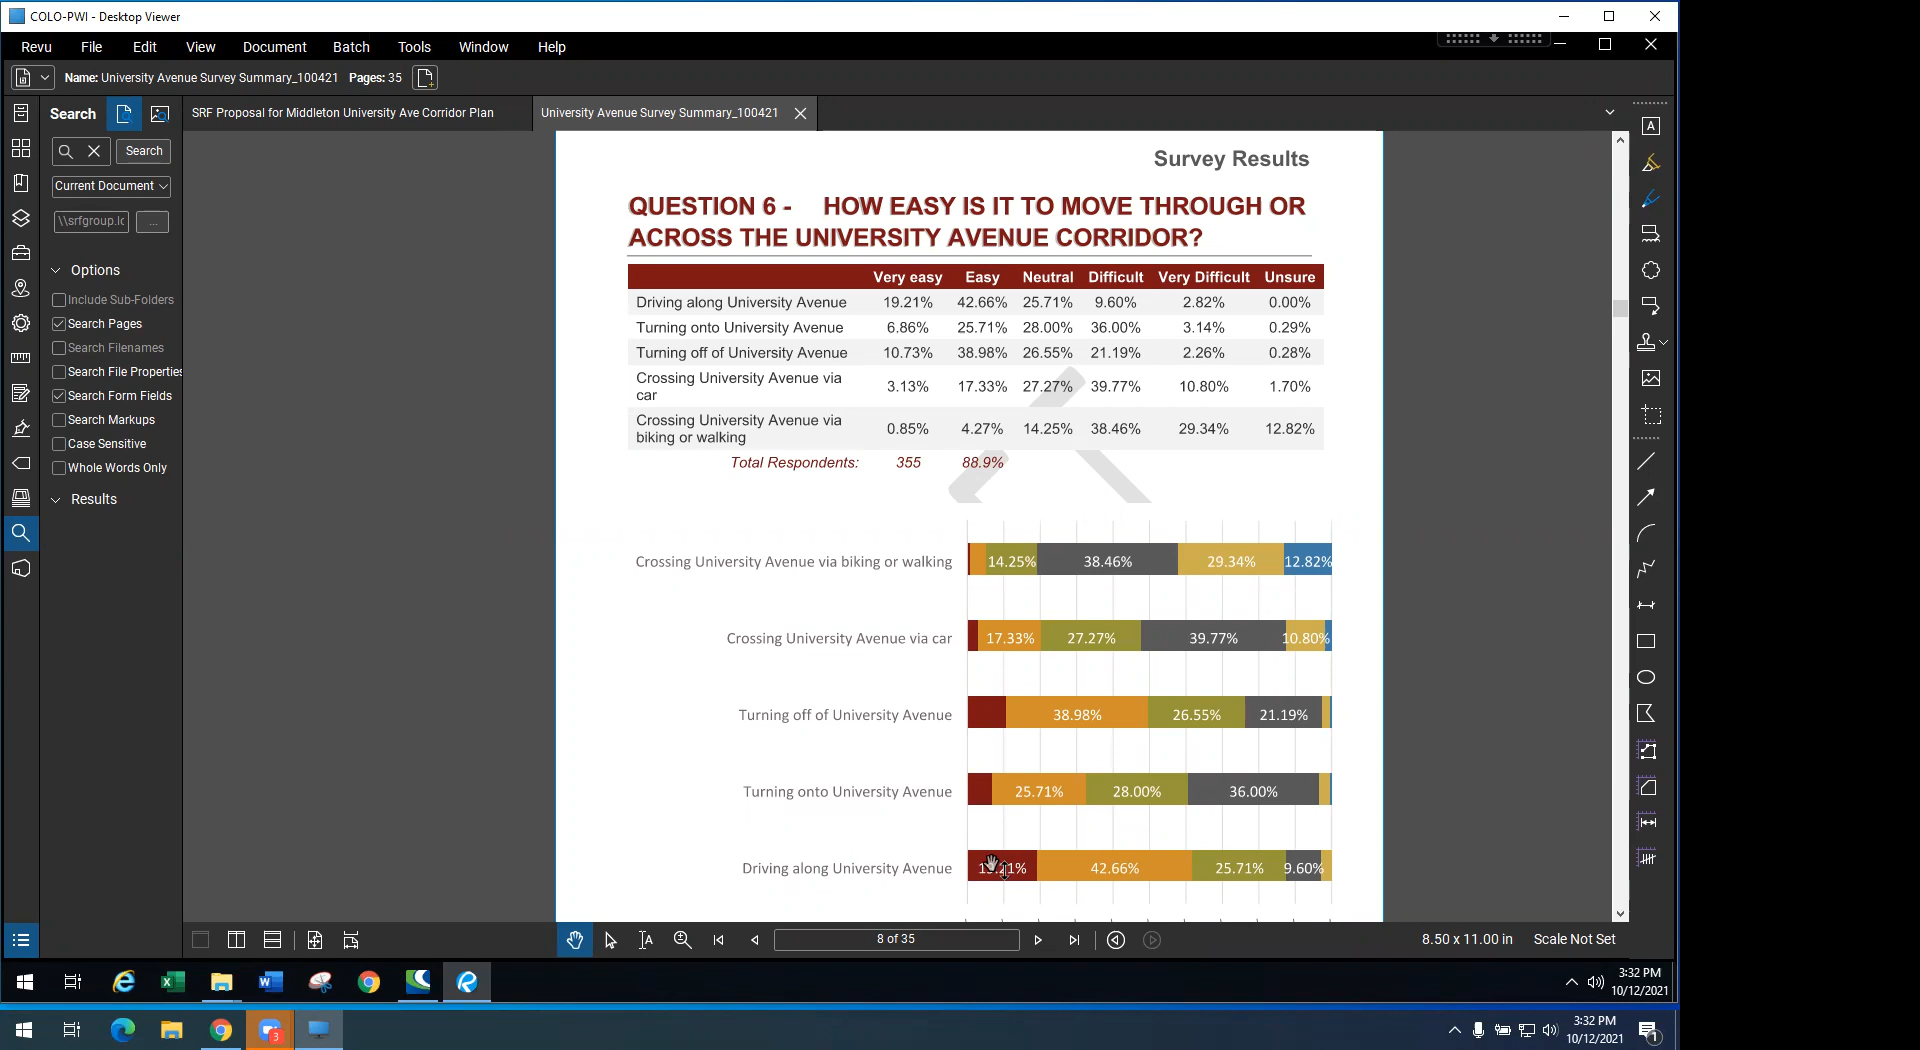 COLO-PWI - Desktop Viewer
Revu File Edit View Document Batch Tools Window Help
Name: University Avenue Survey Summary_100421 Pages: 35
Search
SRF Proposal for Middleton University Ave Corridor Plan
University Avenue Survey Summary_100421
Search
Current Document
\\srfgroup.lc
...
Options
Include Sub-Folders
Search Pages
Search Filenames
Search File Properties
Search Form Fields
Search Markups
Case Sensitive
Whole Words Only
Results
Survey Results
QUESTION 6 - HOW EASY IS IT TO MOVE THROUGH OR
ACROSS THE UNIVERSITY AVENUE CORRIDOR?
Very easy Easy Neutral Difficult Very Difficult Unsure
Driving along University Avenue 19.21% 42.66% 25.71% 9.60% 2.82% 0.00%
Turning onto University Avenue 6.86% 25.71% 28.00% 36.00% 3.14% 0.29%
Turning off of University Avenue 10.73% 38.98% 26.55% 21.19% 2.26% 0.28%
Crossing University Avenue via
car 3.13% 17.33% 27.27% 39.77% 10.80% 1.70%
Crossing University Avenue via
biking or walking 0.85% 4.27% 14.25% 38.46% 29.34% 12.82%
Total Respondents: 355 88.9%
Crossing University Avenue via biking or walking 14.25% 38.46% 29.34% 12.82%
Crossing University Avenue via car 17.33% 27.27% 39.77% 10.80%
Turning off of University Avenue 38.98% 26.55% 21.19%
Turning onto University Avenue 25.71% 28.00% 36.00%
Driving along University Avenue 42.66% 25.71% 9.60%
8 of 35
8.50 x 11.00 in Scale Not Set
3:32 PM
10/12/2021
3
3:32 PM
10/12/2021
1